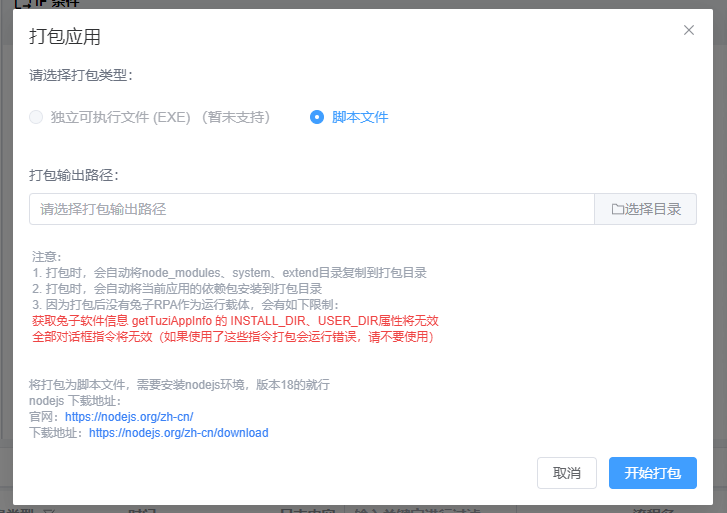 IF 条件
打包应用
请选择打包类型：
独立可执行文件 (EXE) （暂未支持）
脚本文件
打包输出路径：
请选择打包输出路径
选择目录
注意：
1. 打包时，会自动将node_modules、system、extend目录复制到打包目录
2. 打包时，会自动将当前应用的依赖包安装到打包目录
3. 因为打包后没有兔子RPA作为运行载体，会有如下限制：
获取兔子软件信息 getTuziAppInfo 的 INSTALL_DIR、USER_DIR属性将无效
全部对话框指令将无效（如果使用了这些指令打包会运行错误，请不要使用）
将打包为脚本文件，需要安装nodejs环境，版本18的就行
nodejs 下载地址：
官网：https://nodejs.org/zh-cn/
下载地址：https://nodejs.org/zh-cn/download
取消
开始打包